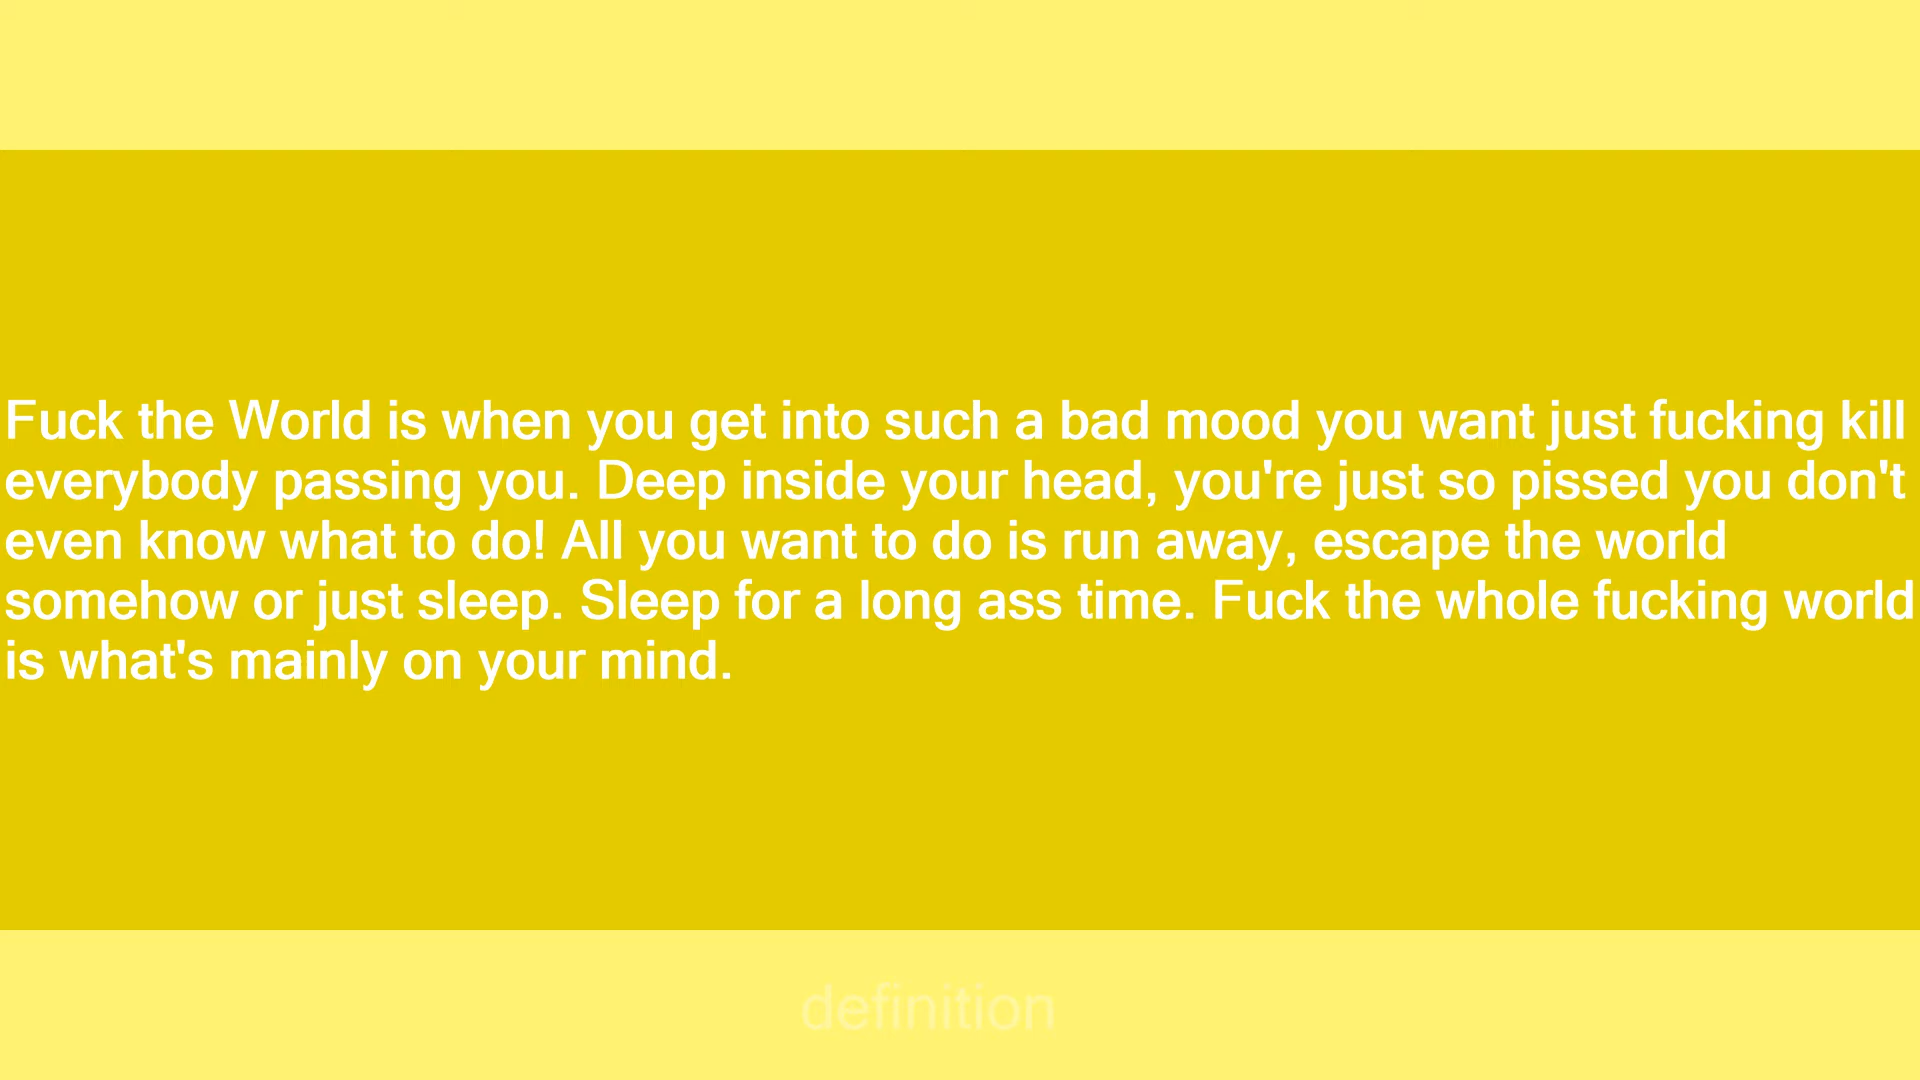 Fuck the World is when you get into such a bad mood you want just fucking kill
everybody passing you. Deep inside your head, you're just so pissed you don't
even know what to do! All you want to do is run away, escape the world
somehow or just sleep. Sleep for a long ass time. Fuck the whole fucking world
is what's mainly on your mind.
definition